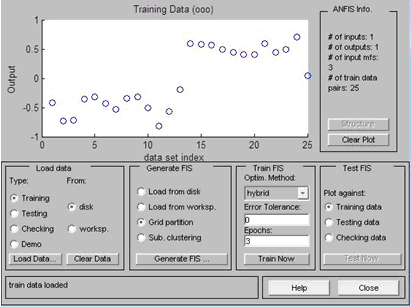 Training Data (ooo)
1
0.5
0
-0.5
-1
Output
0 5 10 15 20 25
data set index
ANFIS Info.
# of inputs: 1
# of outputs: 1
# of input mfs:
3
# of train data
pairs: 25
Structure
Clear Plot
Load data
Type: From:
Training
Testing
Checking
Demo
disk
worksp.
Load Data... Clear Data
Generate FIS
Load from disk
Load from worksp.
Grid partition
Sub. clustering
Generate FIS ...
Train FIS
Optim. Method:
hybrid
Error Tolerance:
0
Epochs:
3
Train Now
Test FIS
Plot against:
Training data
Testing data
Checking data
Test Now
train data loaded
Help Close